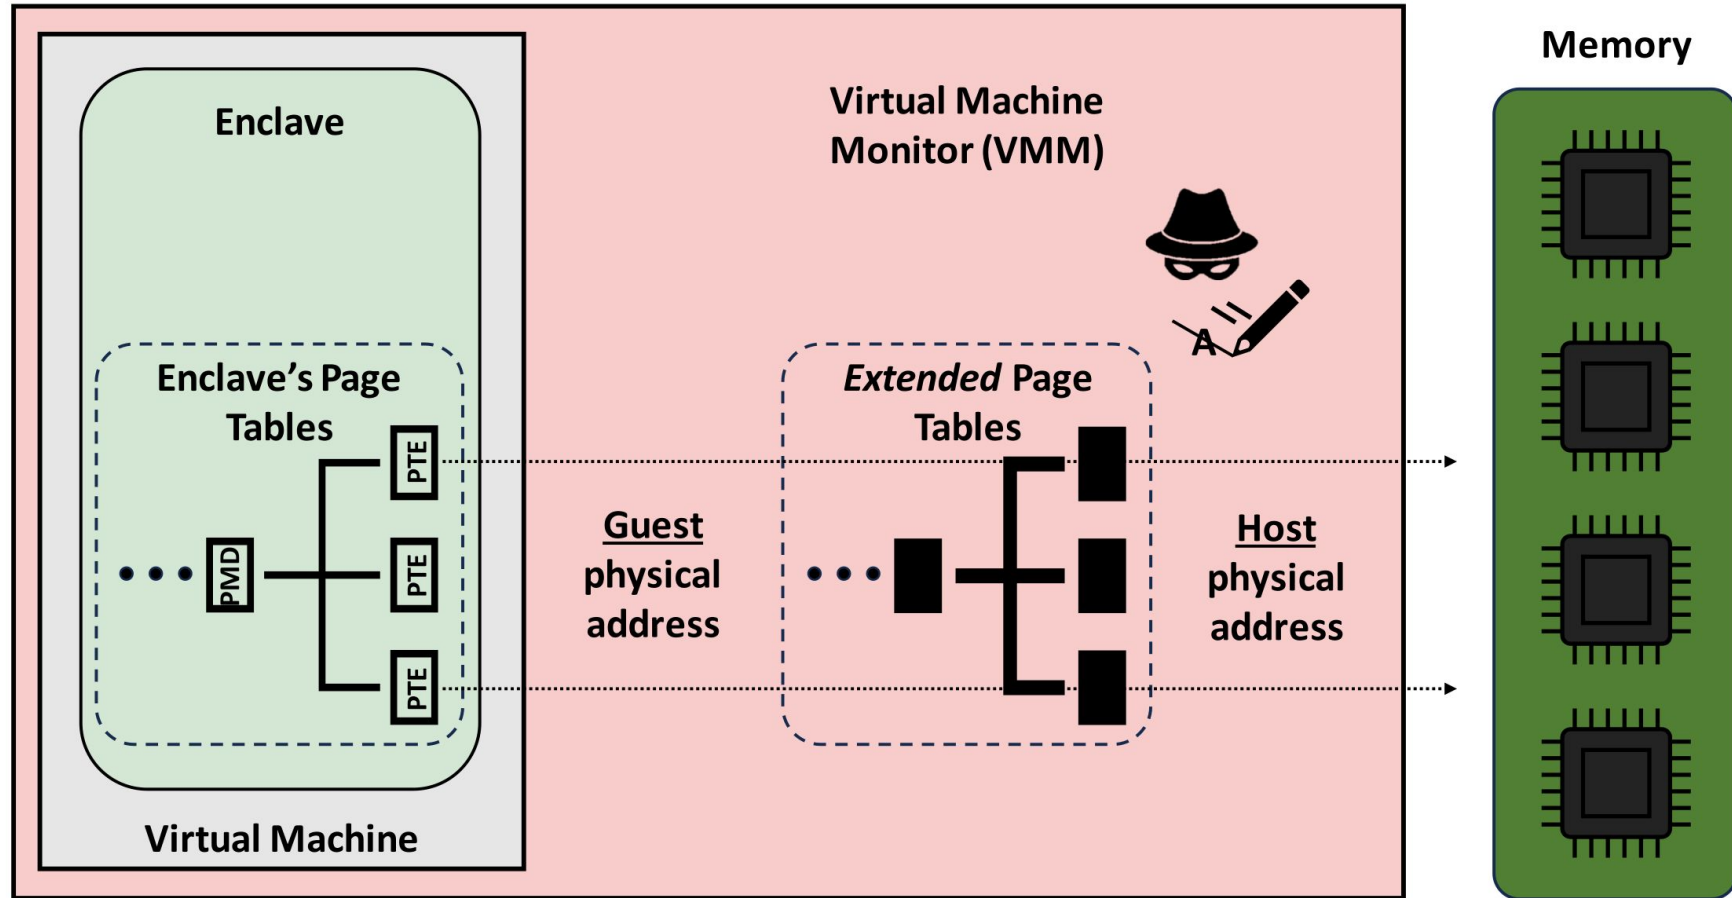 Enclave
Enclave's Page
Tables
PTE
PMD
PTE
PTE
Virtual Machine
Virtual Machine
Monitor (VMM)
A
Extended Page
Tables
Guest
physical
address
Host
physical
address
Memory